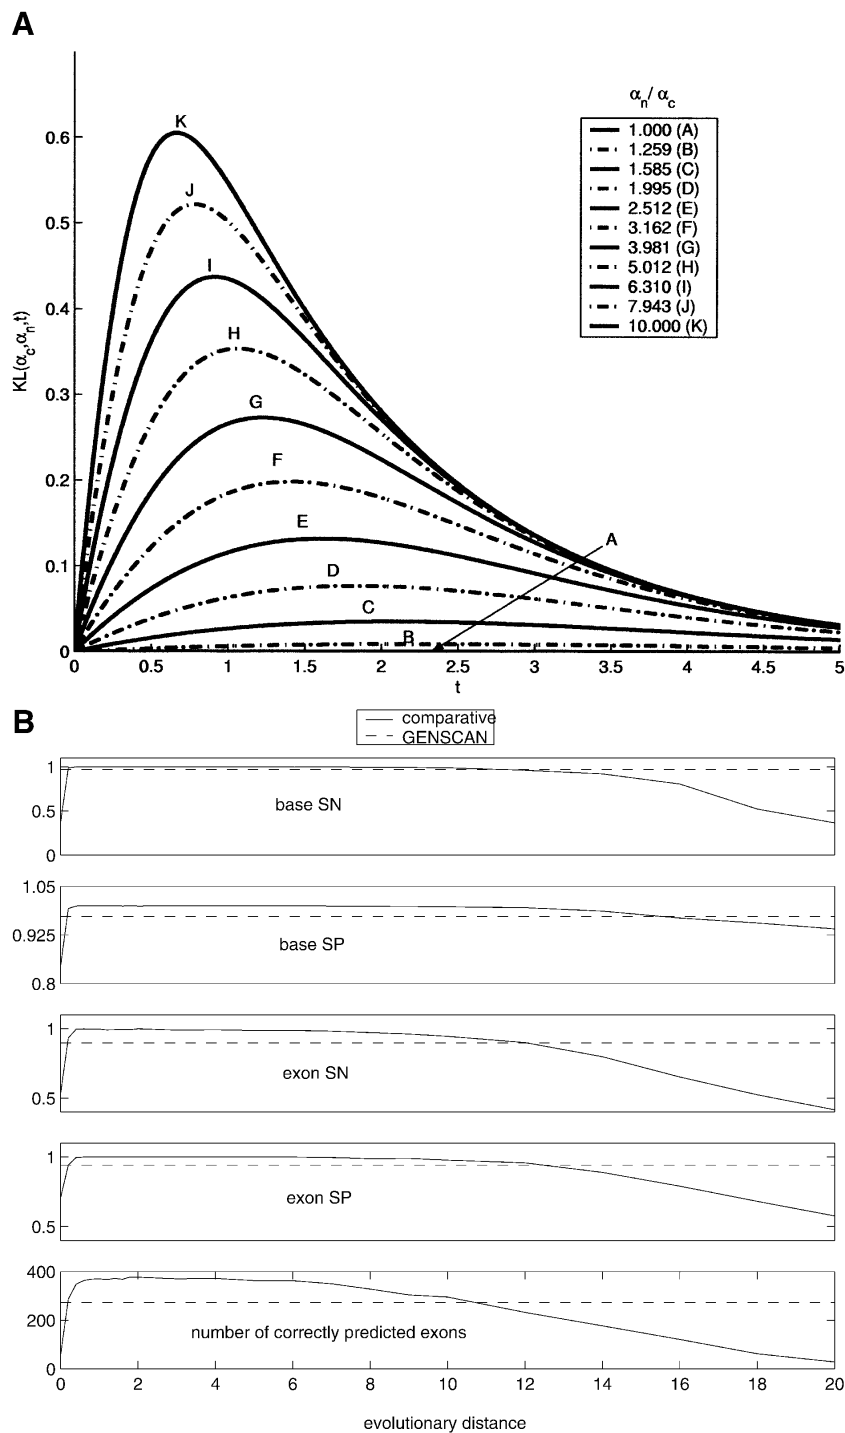 A
αn/ αc
1.000 (A)
1.259 (B)
1.585 (C)
1.995 (D)
2.512 (E)
3.162 (F)
3.981 (G)
5.012 (H)
6.310 (I)
7.943 (J)
10.000 (K)
K
J
I
H
G
F
E
D
C
B
A
0.6
0.5
0.4
0.3
0.2
0.1
0
KL(αc,αn,t)
0 0.5 1 1.5 2 2.5 3 3.5 4 4.5 5
t
B
comparative
GENSCAN
1
0.5
0
base SN
1.05
0.925
0.8
base SP
1
0.5
exon SN
1
0.5
exon SP
400
200
0
number of correctly predicted exons
0 2 4 6 8 10 12 14 16 18 20
evolutionary distance